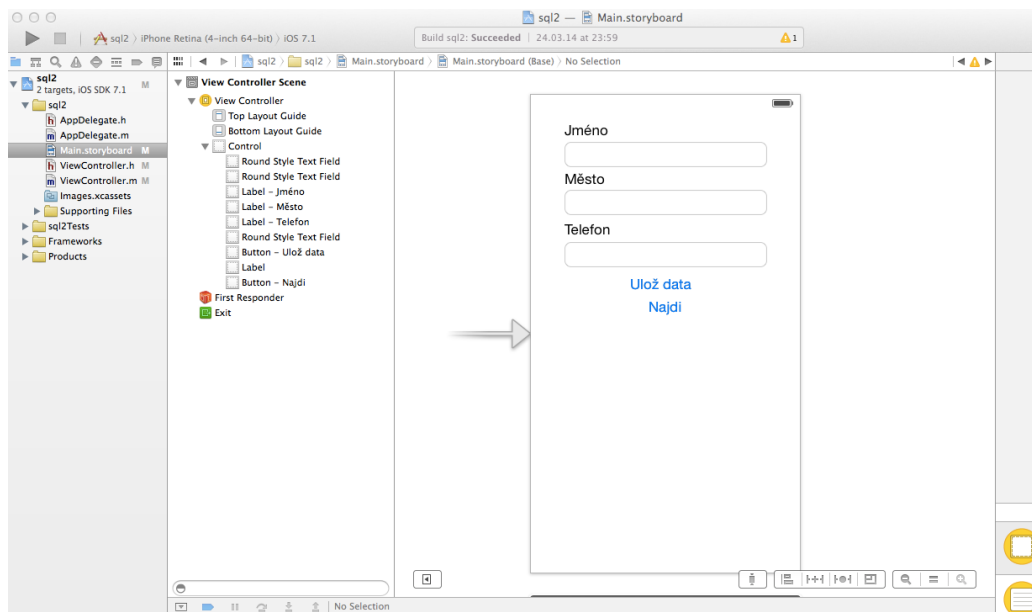 sql2 — Main.storyboard
sql2 〉 iPhone Retina (4-inch 64-bit) 〉 iOS 7.1
Build sql2: Succeeded | 24.03.14 at 23:59
1
sql2 〉 sql2 〉 Main.storyboard 〉 Main.storyboard (Base) 〉 No Selection
sql2
M
2 targets, iOS SDK 7.1
sql2
h AppDelegate.h
m AppDelegate.m
Main.storyboard M
h ViewController.h M
m ViewController.m M
Images.xcassets
Supporting Files
sql2Tests
Frameworks
Products
View Controller Scene
View Controller
Top Layout Guide
Bottom Layout Guide
Control
Round Style Text Field
Round Style Text Field
Label – Jméno
Label – Město
Label – Telefon
Round Style Text Field
Button – Ulož data
Label
Button – Najdi
First Responder
Exit
Jméno
Město
Telefon
Ulož data
Najdi
No Selection